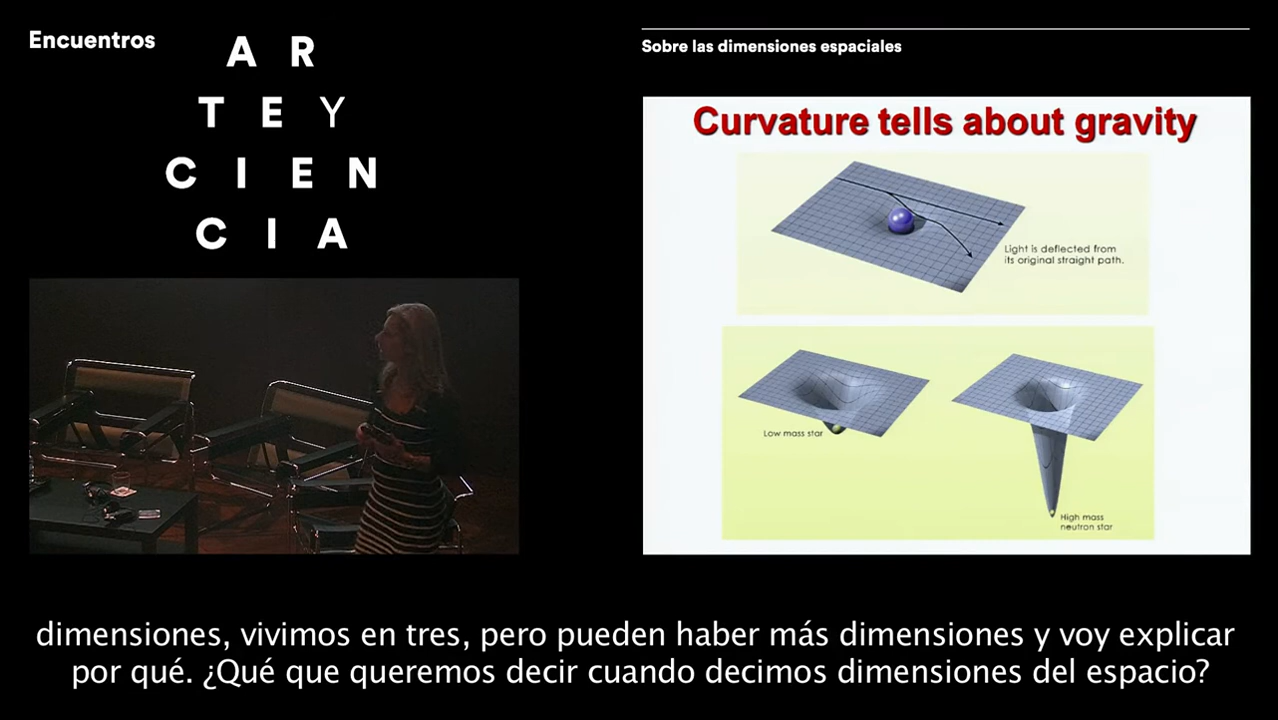 Encuentros
A R
T E Y
C I E N
C I A
Sobre las dimensiones espaciales
Curvature tells about gravity
Light is deflected from
its original straight path.
Low mass star
High mass
neutron star
dimensiones, vivimos en tres, pero pueden haber más dimensiones y voy explicar
por qué. ¿Qué que queremos decir cuando decimos dimensiones del espacio?